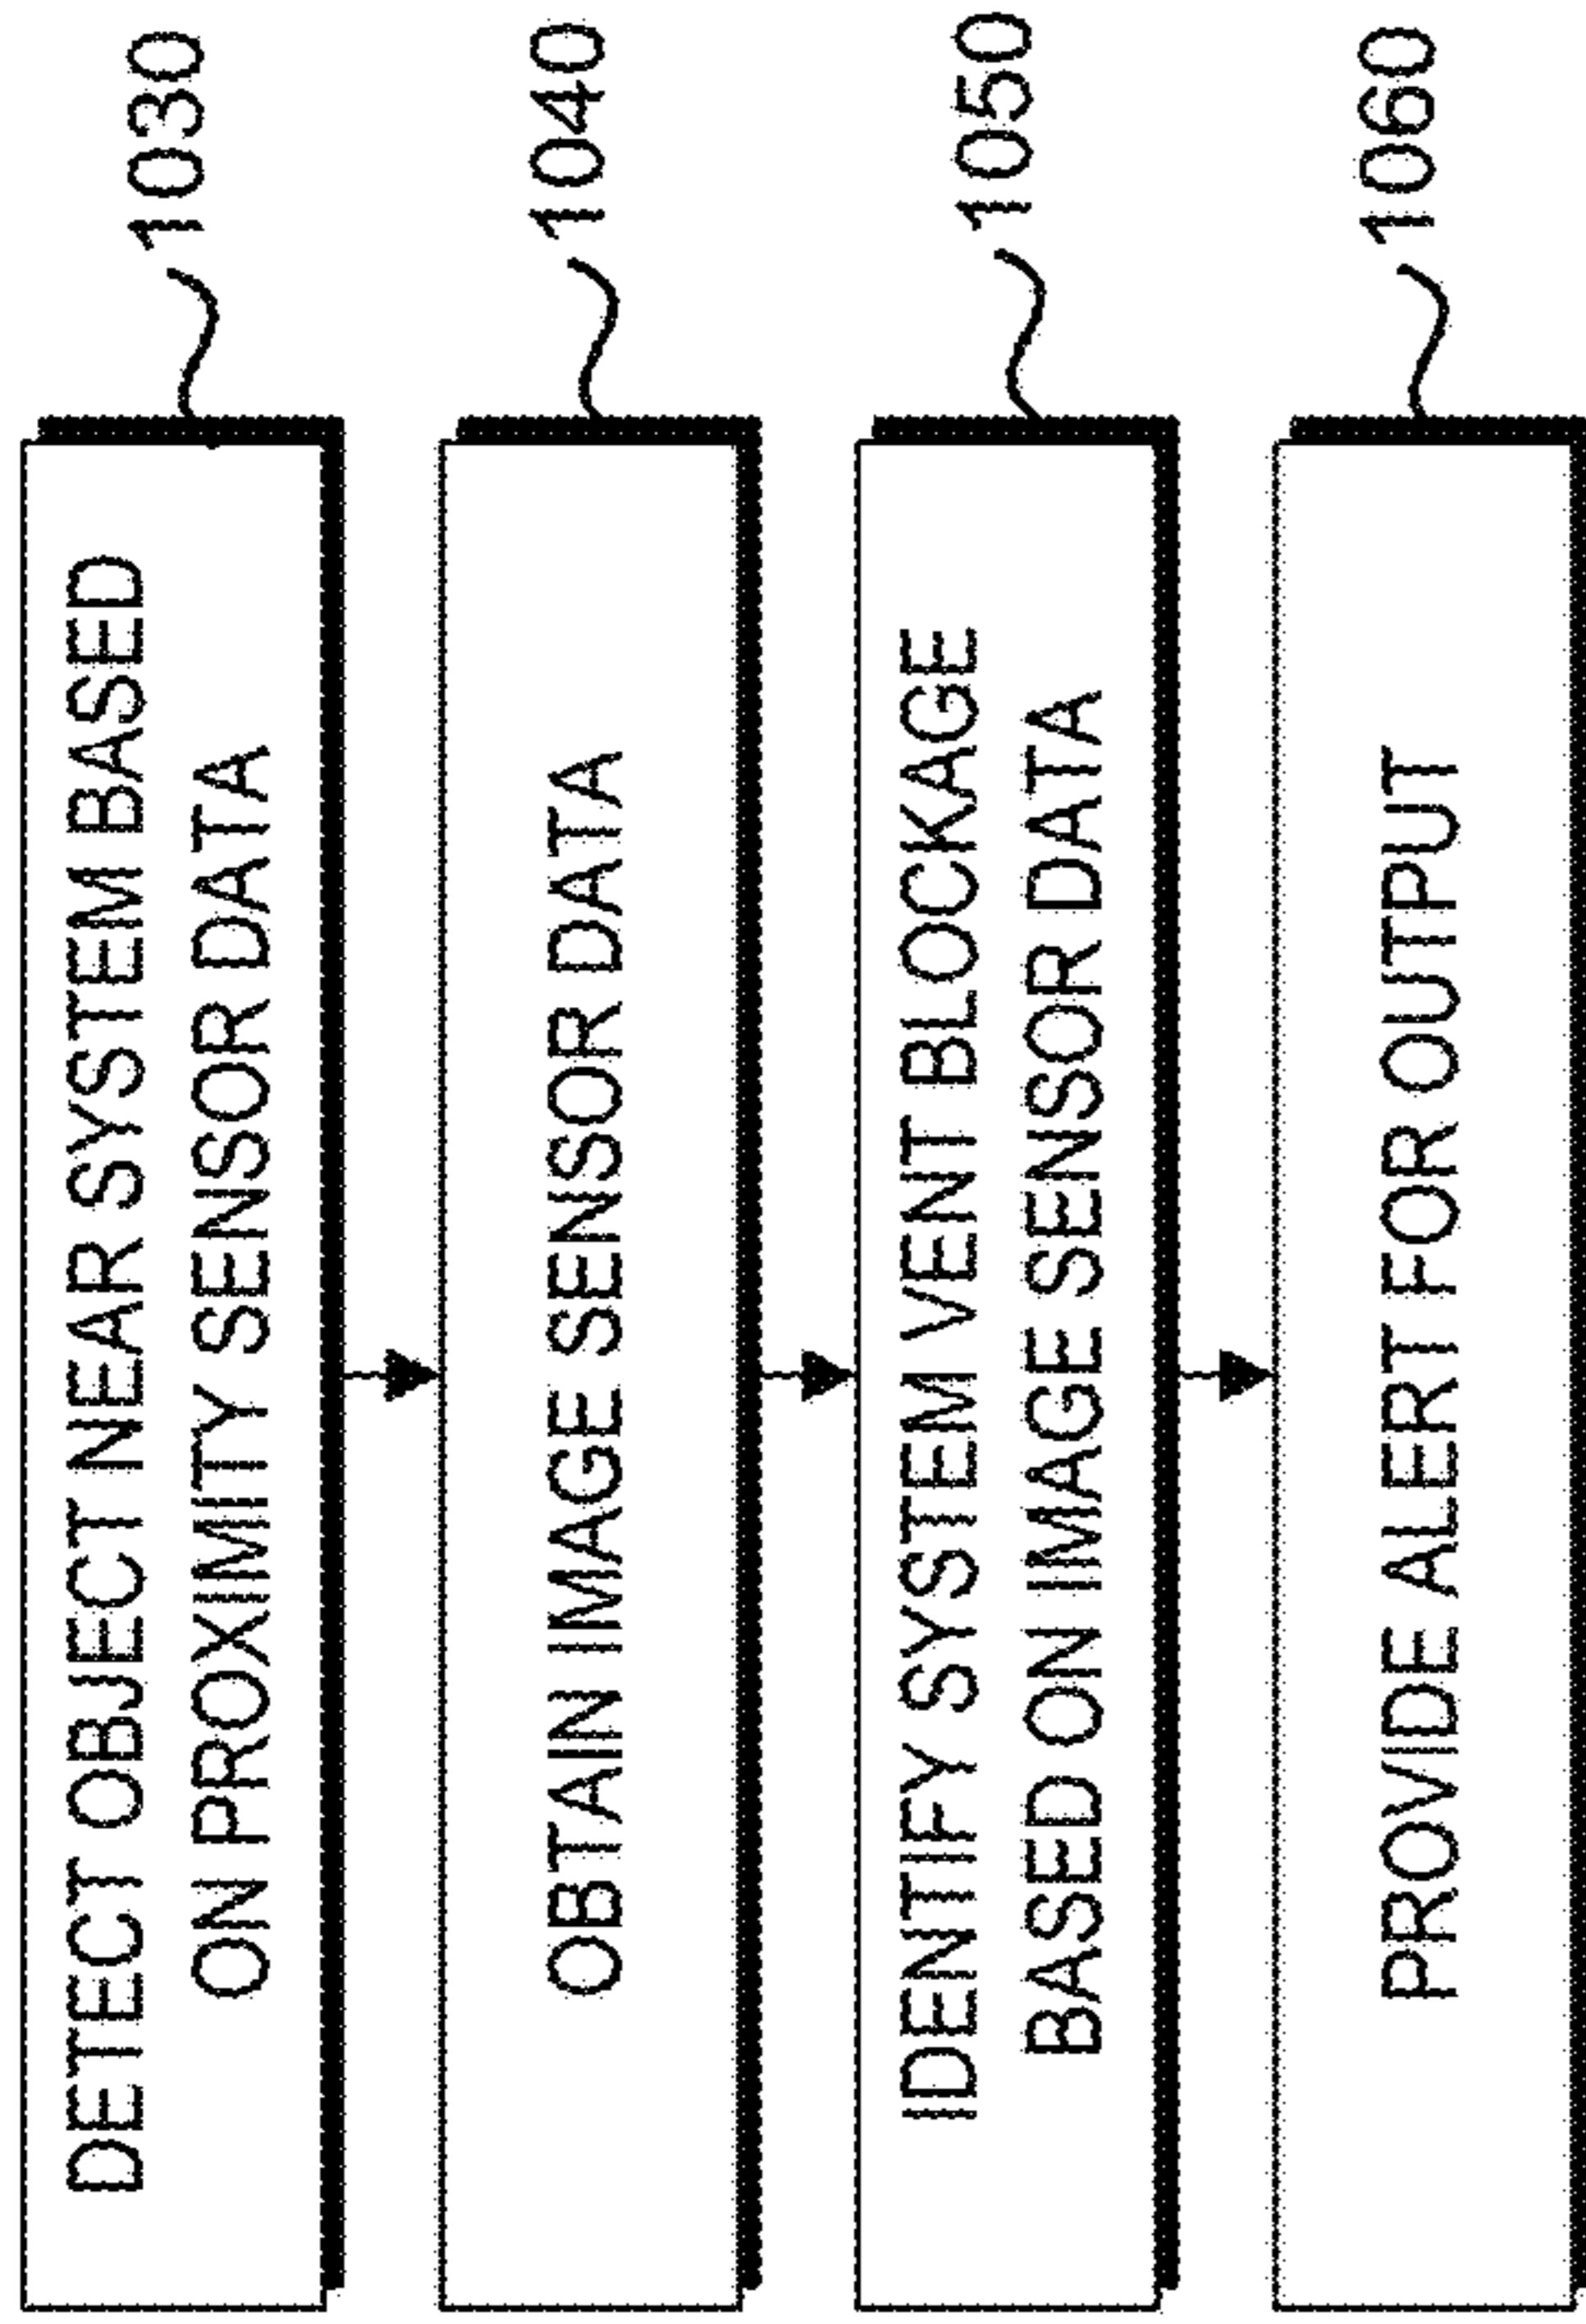 DETECT OBJECT NEAR SYSTEM BASED
ON PROXIMITY SENSOR DATA
1030
OBTAIN IMAGE SENSOR DATA
1040
IDENTIFY SYSTEM VENT BLOCKAGE
BASED ON IMAGE SENSOR DATA
1050
PROVIDE ALERT FOR OUTPUT
1060